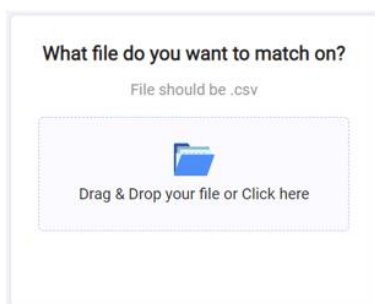 What file do you want to match on?
File should be .csv
Drag & Drop your file or Click here